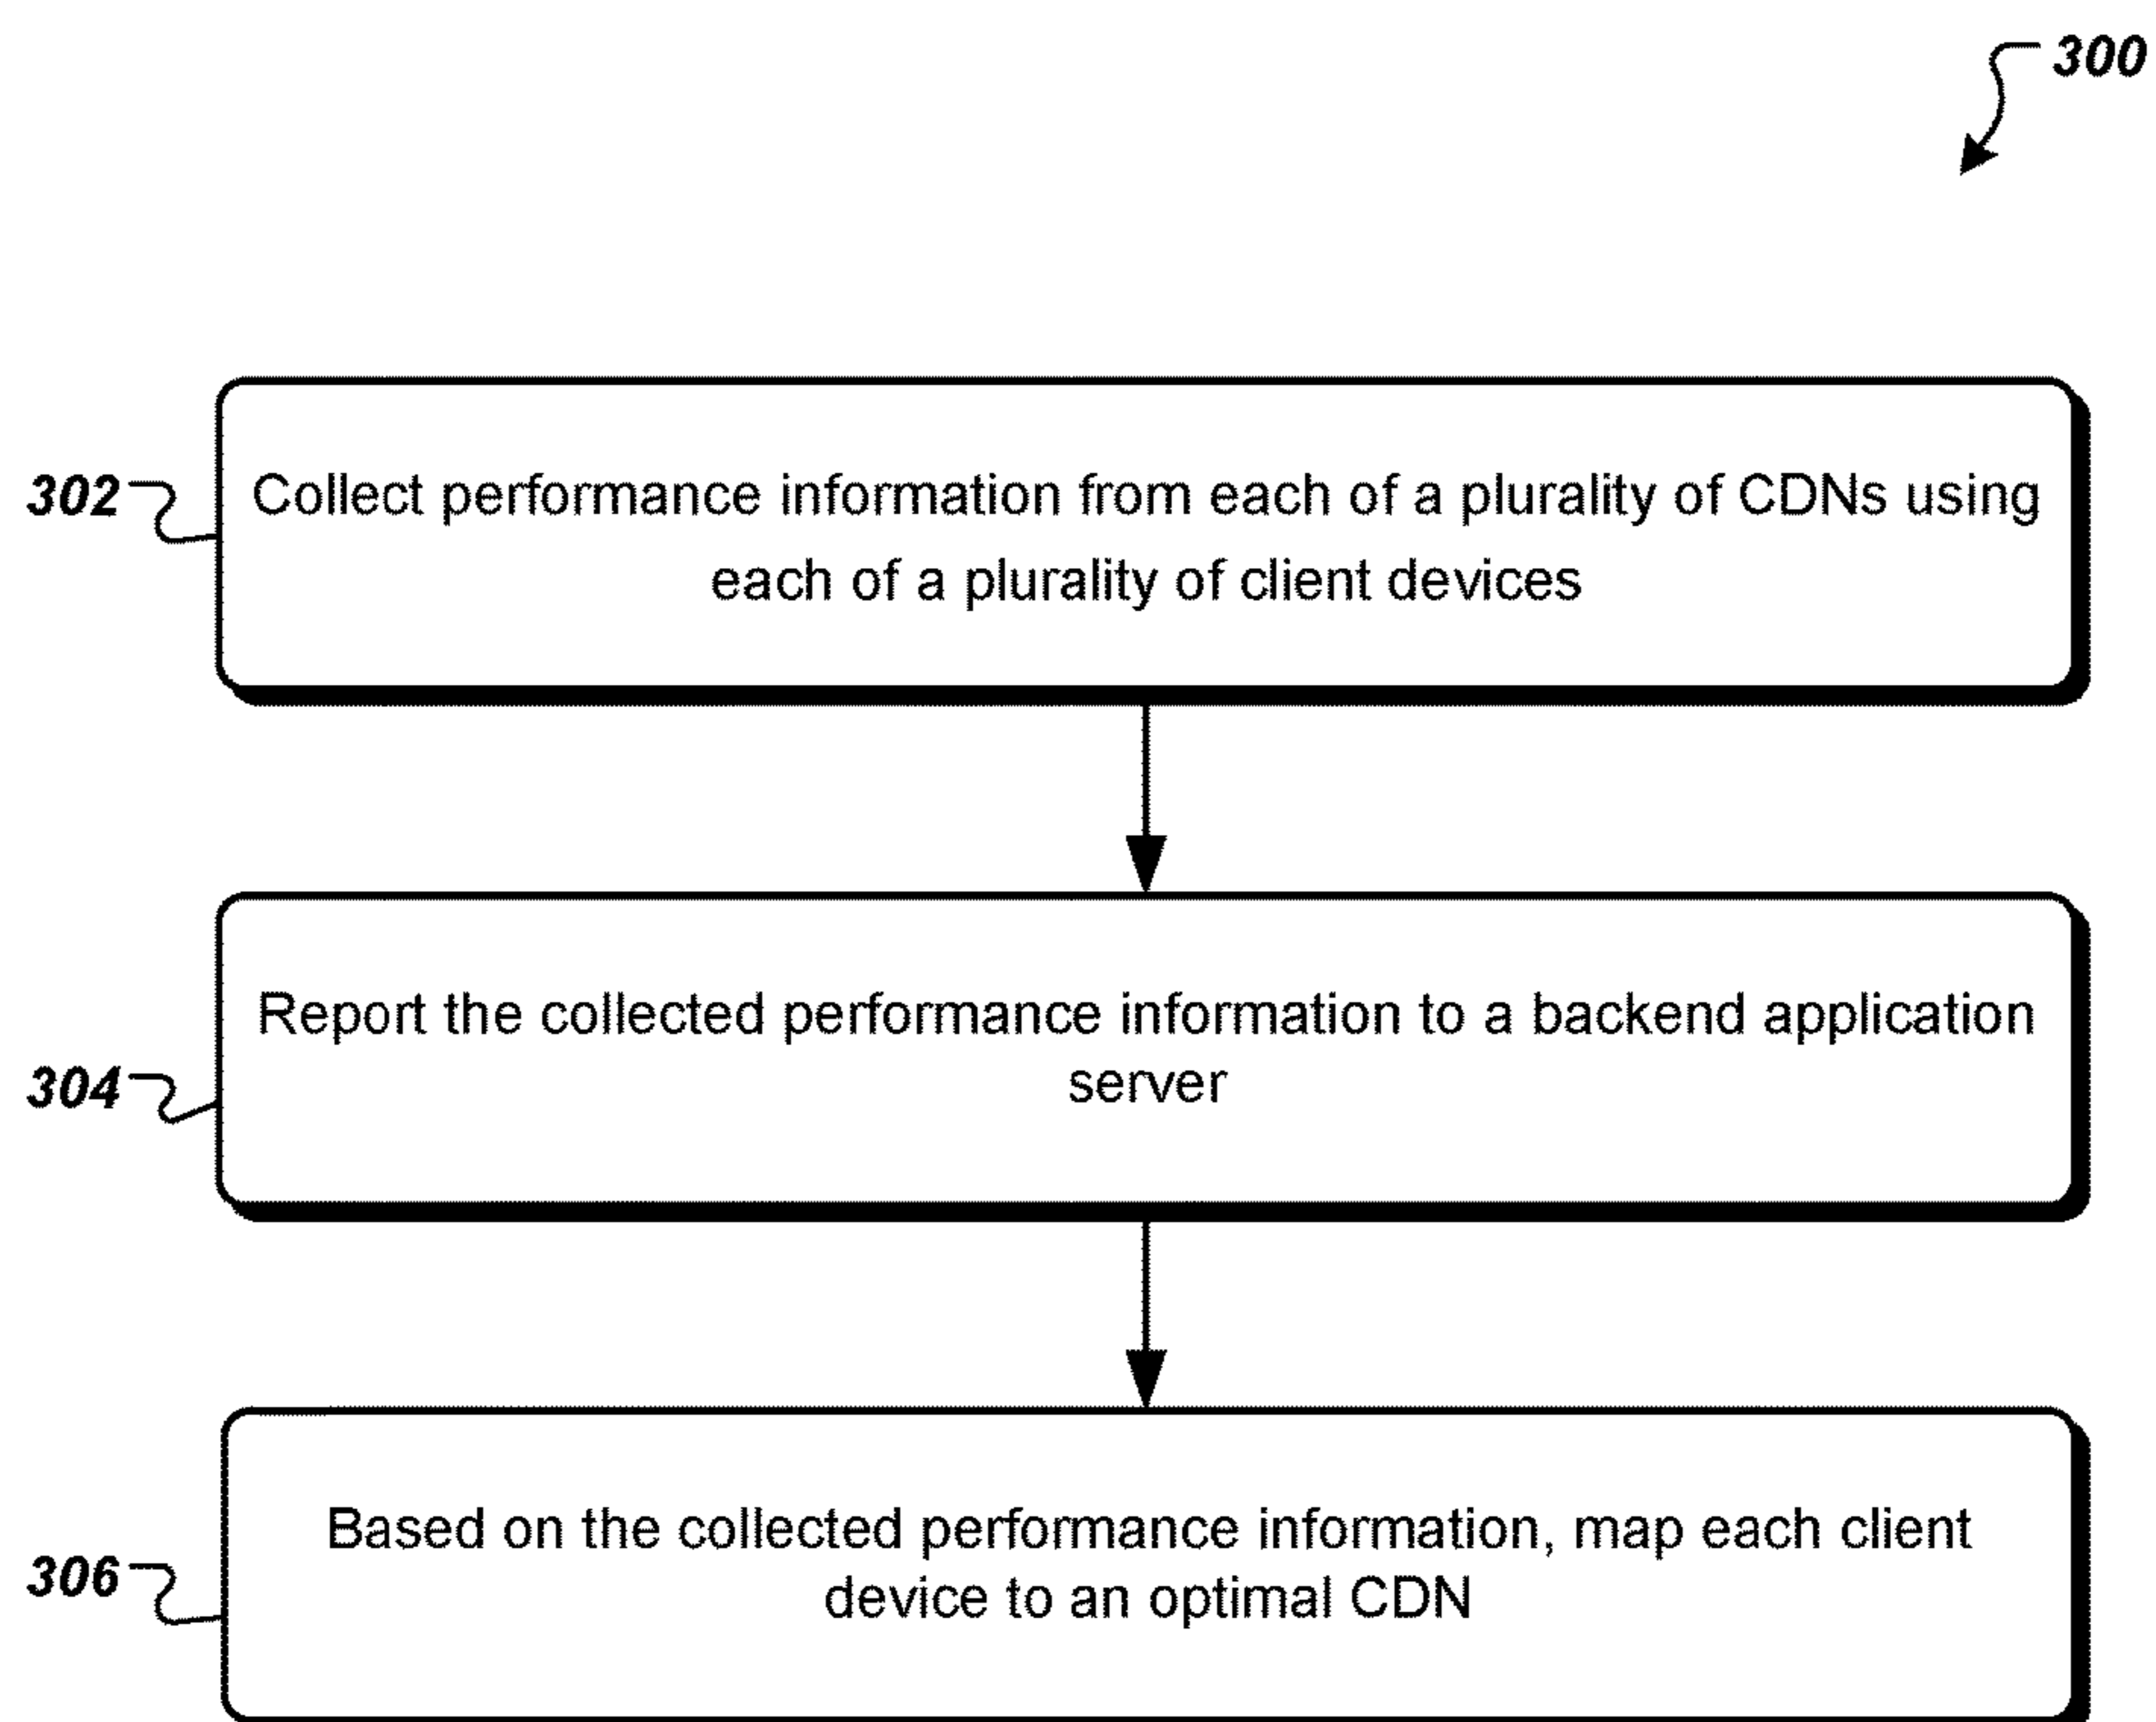 300
302
Collect performance information from each of a plurality of CDNs using
each of a plurality of client devices
Report the collected performance information to a backend application
server
304
Based on the collected performance information, map each client
device to an optimal CDN
306